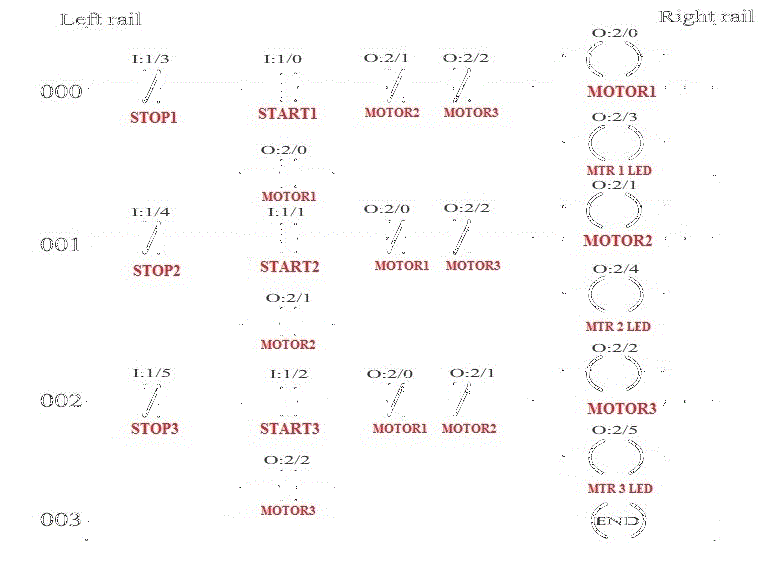 Left rail
Right rail
O:2/0
I:1/3 I:1/0 O:2/1 O:2/2
000
MOTOR1
STOP1 START1 MOTOR2 MOTOR3
O:2/3
O:2/0
MTR 1 LED
MOTOR1
O:2/1
I:1/4 I:1/1 O:2/0 O:2/2
001
MOTOR2
STOP2 START2 MOTOR1 MOTOR3
O:2/4
O:2/1
MTR 2 LED
MOTOR2
O:2/2
I:1/5 I:1/2 O:2/0 O:2/1
002
MOTOR3
STOP3 START3 MOTOR1 MOTOR2
O:2/5
O:2/2
MTR 3 LED
MOTOR3
003
END